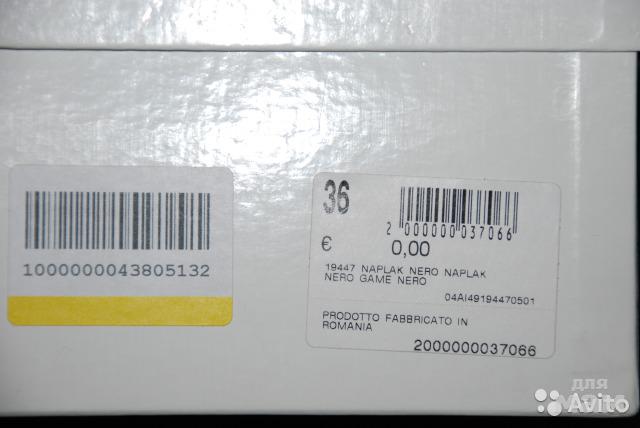 1000000043805132
36
2 000000 037066
€ 0,00
19447 NAPLAK NERO NAPLAK
NERO GAME NERO
04AI49194470501
PRODOTTO FABBRICATO IN
ROMANIA
2000000037066
для
Avito